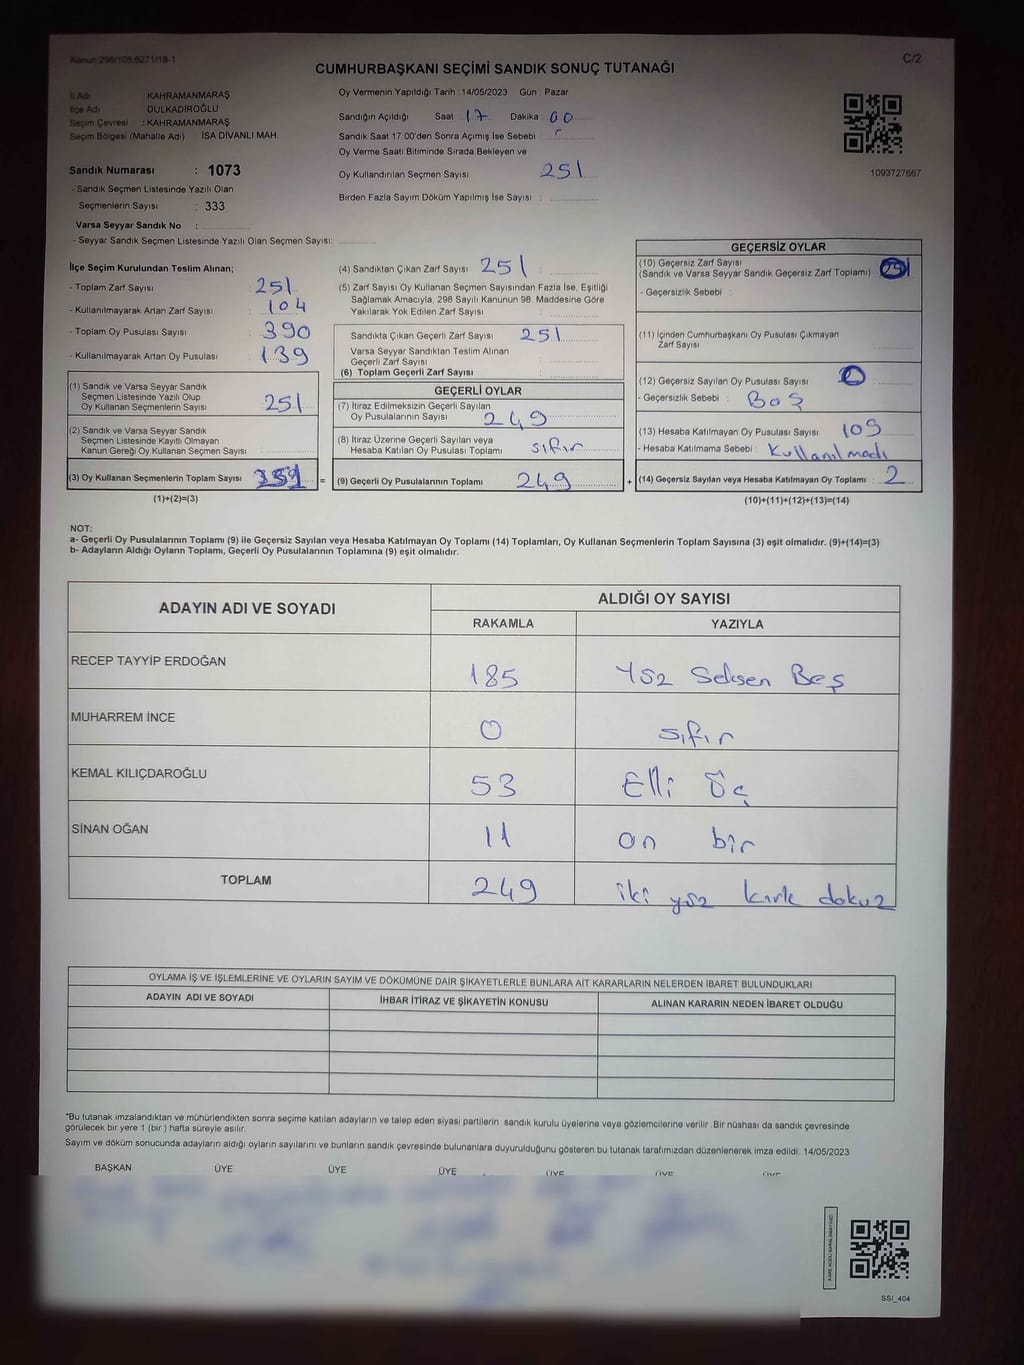 Kanun 298/105 6271/18-1
C/2
CUMHURBAŞKANI SEÇİMİ SANDIK SONUÇ TUTANAĞI
İl Adı KAHRAMANMARAŞ
İlçe Adı DULKADİROĞLU
Seçim Çevresi : KAHRAMANMARAŞ
Seçim Bölgesi (Mahalle Adı) İSA DİVANLI MAH.
Sandık Numarası : 1073
- Sandık Seçmen Listesinde Yazılı Olan
Seçmenlerin Sayısı : 333
Varsa Seyyar Sandık No :
- Seyyar Sandık Seçmen Listesinde Yazılı Olan Seçmen Sayısı:
Oy Vermenin Yapıldığı Tarih : 14/05/2023 Gün : Pazar
Sandığın Açıldığı Saat 17 Dakika : 00
Sandık Saat 17:00'den Sonra Açımış İse Sebebi :
Oy Verme Saati Bitiminde Sırada Bekleyen ve
Oy Kullandırılan Seçmen Sayısı 251
Birden Fazla Sayım Döküm Yapılmış İse Sayısı :
1093727667
İlçe Seçim Kurulundan Teslim Alınan;
- Toplam Zarf Sayısı 251
- Kullanılmayarak Artan Zarf Sayısı 104
- Toplam Oy Pusulası Sayısı 390
- Kullanılmayarak Artan Oy Pusulası 139
(1) Sandık ve Varsa Seyyar Sandık
Seçmen Listesinde Yazılı Olup
Oy Kullanan Seçmenlerin Sayısı 251
(2) Sandık ve Varsa Seyyar Sandık
Seçmen Listesinde Kayıtlı Olmayan
Kanun Gereği Oy Kullanan Seçmen Sayısı :
(3) Oy Kullanan Seçmenlerin Toplam Sayısı =
(1)+(2)=(3)
(4) Sandıktan Çıkan Zarf Sayısı 251 :
(5) Zarf Sayısı Oy Kullanan Seçmen Sayısından Fazla İse, Eşitliği
Sağlamak Amacıyla, 298 Sayılı Kanunun 98. Maddesine Göre
Yakılarak Yok Edilen Zarf Sayısı :
Sandıkta Çıkan Geçerli Zarf Sayısı 251
Varsa Seyyar Sandıktan Teslim Alınan
Geçerli Zarf Sayısı :
(6) Toplam Geçerli Zarf Sayısı :
GEÇERLİ OYLAR
(7) İtiraz Edilmeksizin Geçerli Sayılan
Oy Pusulalarının Sayısı : 249
(8) İtiraz Üzerine Geçerli Sayılan veya
Hesaba Katılan Oy Pusulası Toplamı sıfır
(9) Geçerli Oy Pusulalarının Toplamı : 249 +
GEÇERSİZ OYLAR
(10) Geçersiz Zarf Sayısı
(Sandık ve Varsa Seyyar Sandık Geçersiz Zarf Toplamı)
- Geçersizlik Sebebi :
(11) İçinden Cumhurbaşkanı Oy Pusulası Çıkmayan
Zarf Sayısı :
(12) Geçersiz Sayılan Oy Pusulası Sayısı :
- Geçersizlik Sebebi : Boş
(13) Hesaba Katılmayan Oy Pusulası Sayısı :
- Hesaba Katılmama Sebebi : Kullanılmadı
(14) Geçersiz Sayılan veya Hesaba Katılmayan Oy Toplamı : 2
(10)+(11)+(12)+(13)=(14)
NOT:
a- Geçerli Oy Pusulalarının Toplamı (9) ile Geçersiz Sayılan veya Hesaba Katılmayan Oy Toplamı (14) Toplamları, Oy Kullanan Seçmenlerin Toplam Sayısına (3) eşit olmalıdır. (9)+(14)=(3)
b- Adayların Aldığı Oyların Toplamı, Geçerli Oy Pusulalarının Toplamına (9) eşit olmalıdır.
ADAYIN ADI VE SOYADI
ALDIĞI OY SAYISI
RAKAMLA YAZIYLA
RECEP TAYYİP ERDOĞAN 185 Yüz Seksen Beş
MUHARREM İNCE 0 sıfır
KEMAL KILIÇDAROĞLU 53 Elli Üç
SİNAN OĞAN 11 on bir
TOPLAM 249 iki yüz kırk dokuz
OYLAMA İŞ VE İŞLEMLERİNE VE OYLARIN SAYIM VE DÖKÜMÜNE DAİR ŞİKAYETLERLE BUNLARA AİT KARARLARIN NELERDEN İBARET BULUNDUKLARI
ADAYIN ADI VE SOYADI İHBAR İTİRAZ VE ŞİKAYETİN KONUSU ALINAN KARARIN NEDEN İBARET OLDUĞU
*Bu tutanak imzalandıktan ve mühürlendikten sonra seçime katılan adayların ve talep eden siyasi partilerin sandık kurulu üyelerine veya gözlemcilerine verilir .Bir nüshası da sandık çevresinde
görülecek bir yere 1 (bir ) hafta süreyle asılır.
Sayım ve döküm sonucunda adayların aldığı oyların sayılarını ve bunların sandık çevresinde bulunanlara duyurulduğunu gösteren bu tutanak tarafımızdan düzenlenerek imza edildi. 14/05/2023
BAŞKAN ÜYE ÜYE ÜYE ÜYE ÜYE ÜYE
SSI_404